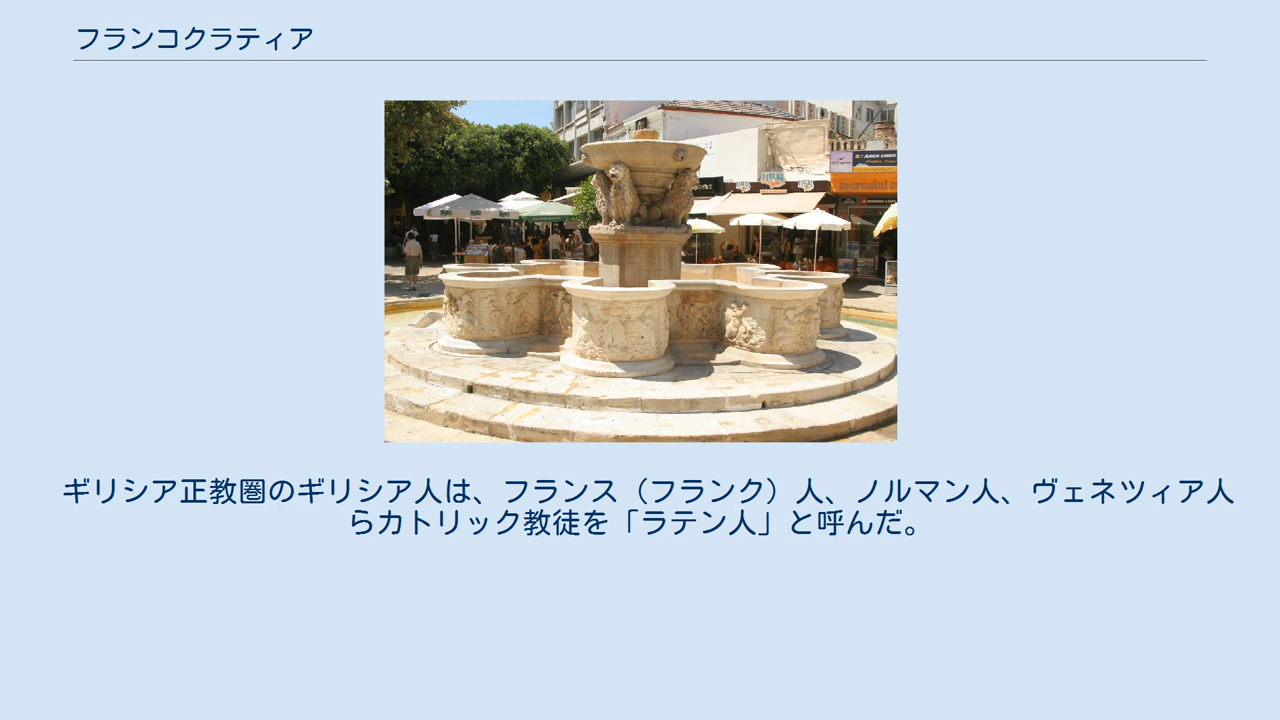 フランコクラティア
morosini
ギリシア正教圏のギリシア人は、フランス（フランク）人、ノルマン人、ヴェネツィア人
らカトリック教徒を「ラテン人」と呼んだ。